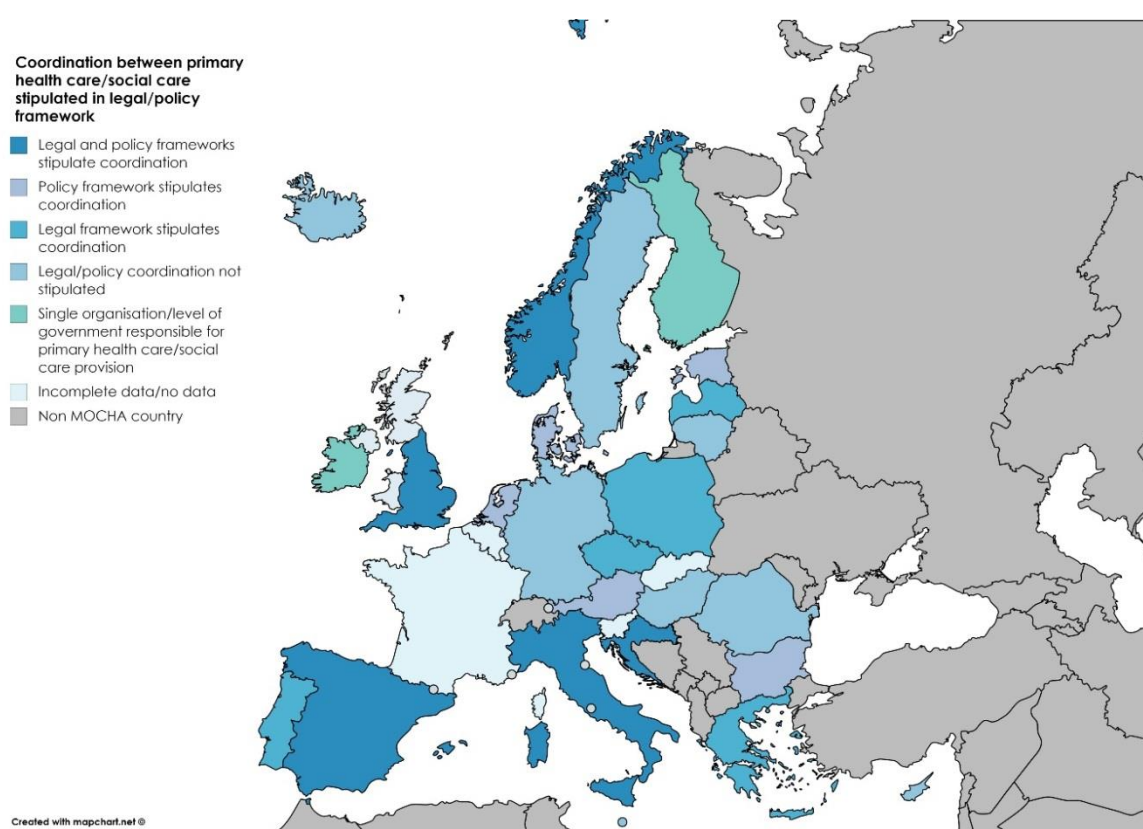 Coordination between primary
health care/social care
stipulated in legal/policy
framework
Legal and policy frameworks
stipulate coordination
Policy framework stipulates
coordination
Legal framework stipulates
coordination
Legal/policy coordination not
stipulated
Single organisation/level of
government responsible for
primary health care/social
care provision
Incomplete data/no data
Non MOCHA country
Created with mapchart.net ©